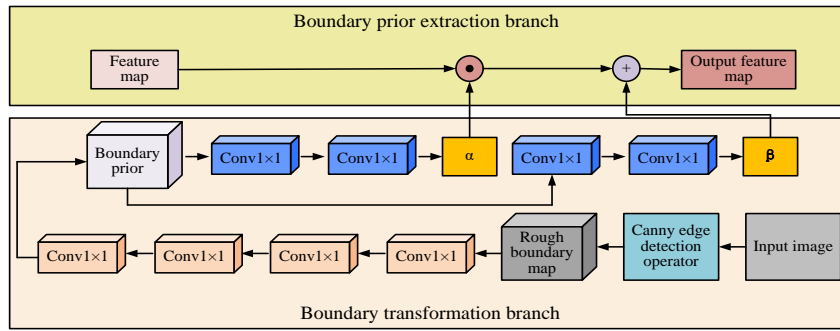 Boundary prior extraction branch
Feature
map
•
+
Output feature
map
Boundary
prior
Conv1×1
Conv1×1
α
Conv1×1
Conv1×1
β
Conv1×1
Conv1×1
Conv1×1
Conv1×1
Rough
boundary
map
Canny edge
detection
operator
Input image
Boundary transformation branch